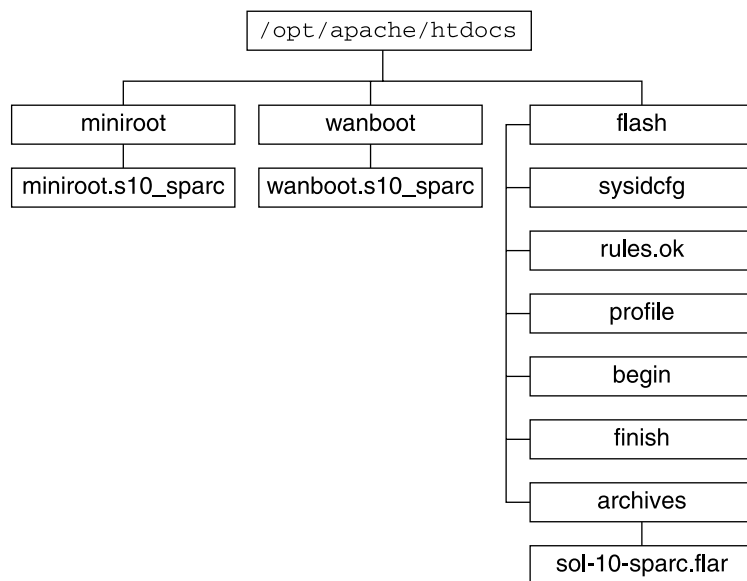 /opt/apache/htdocs
miniroot
wanboot
flash
miniroot.s10_sparc
wanboot.s10_sparc
sysidcfg
rules.ok
profile
begin
finish
archives
sol-10-sparc.flar